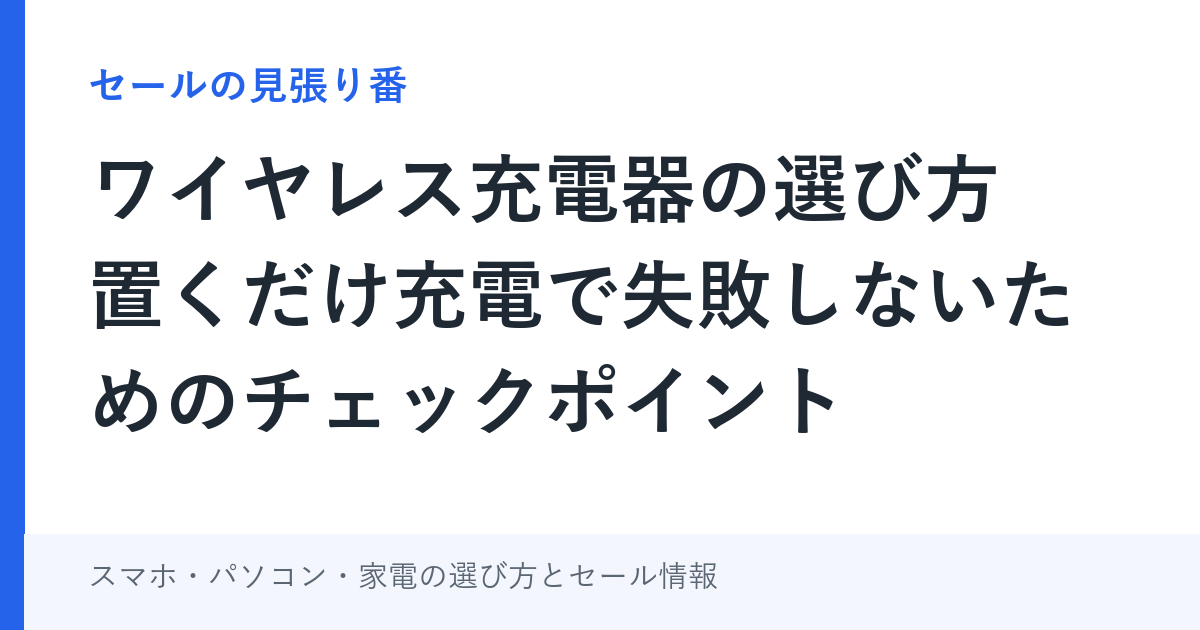 セールの見張り番
ワイヤレス充電器の選び方
置くだけ充電で失敗しないた
めのチェックポイント
スマホ・パソコン・家電の選び方とセール情報